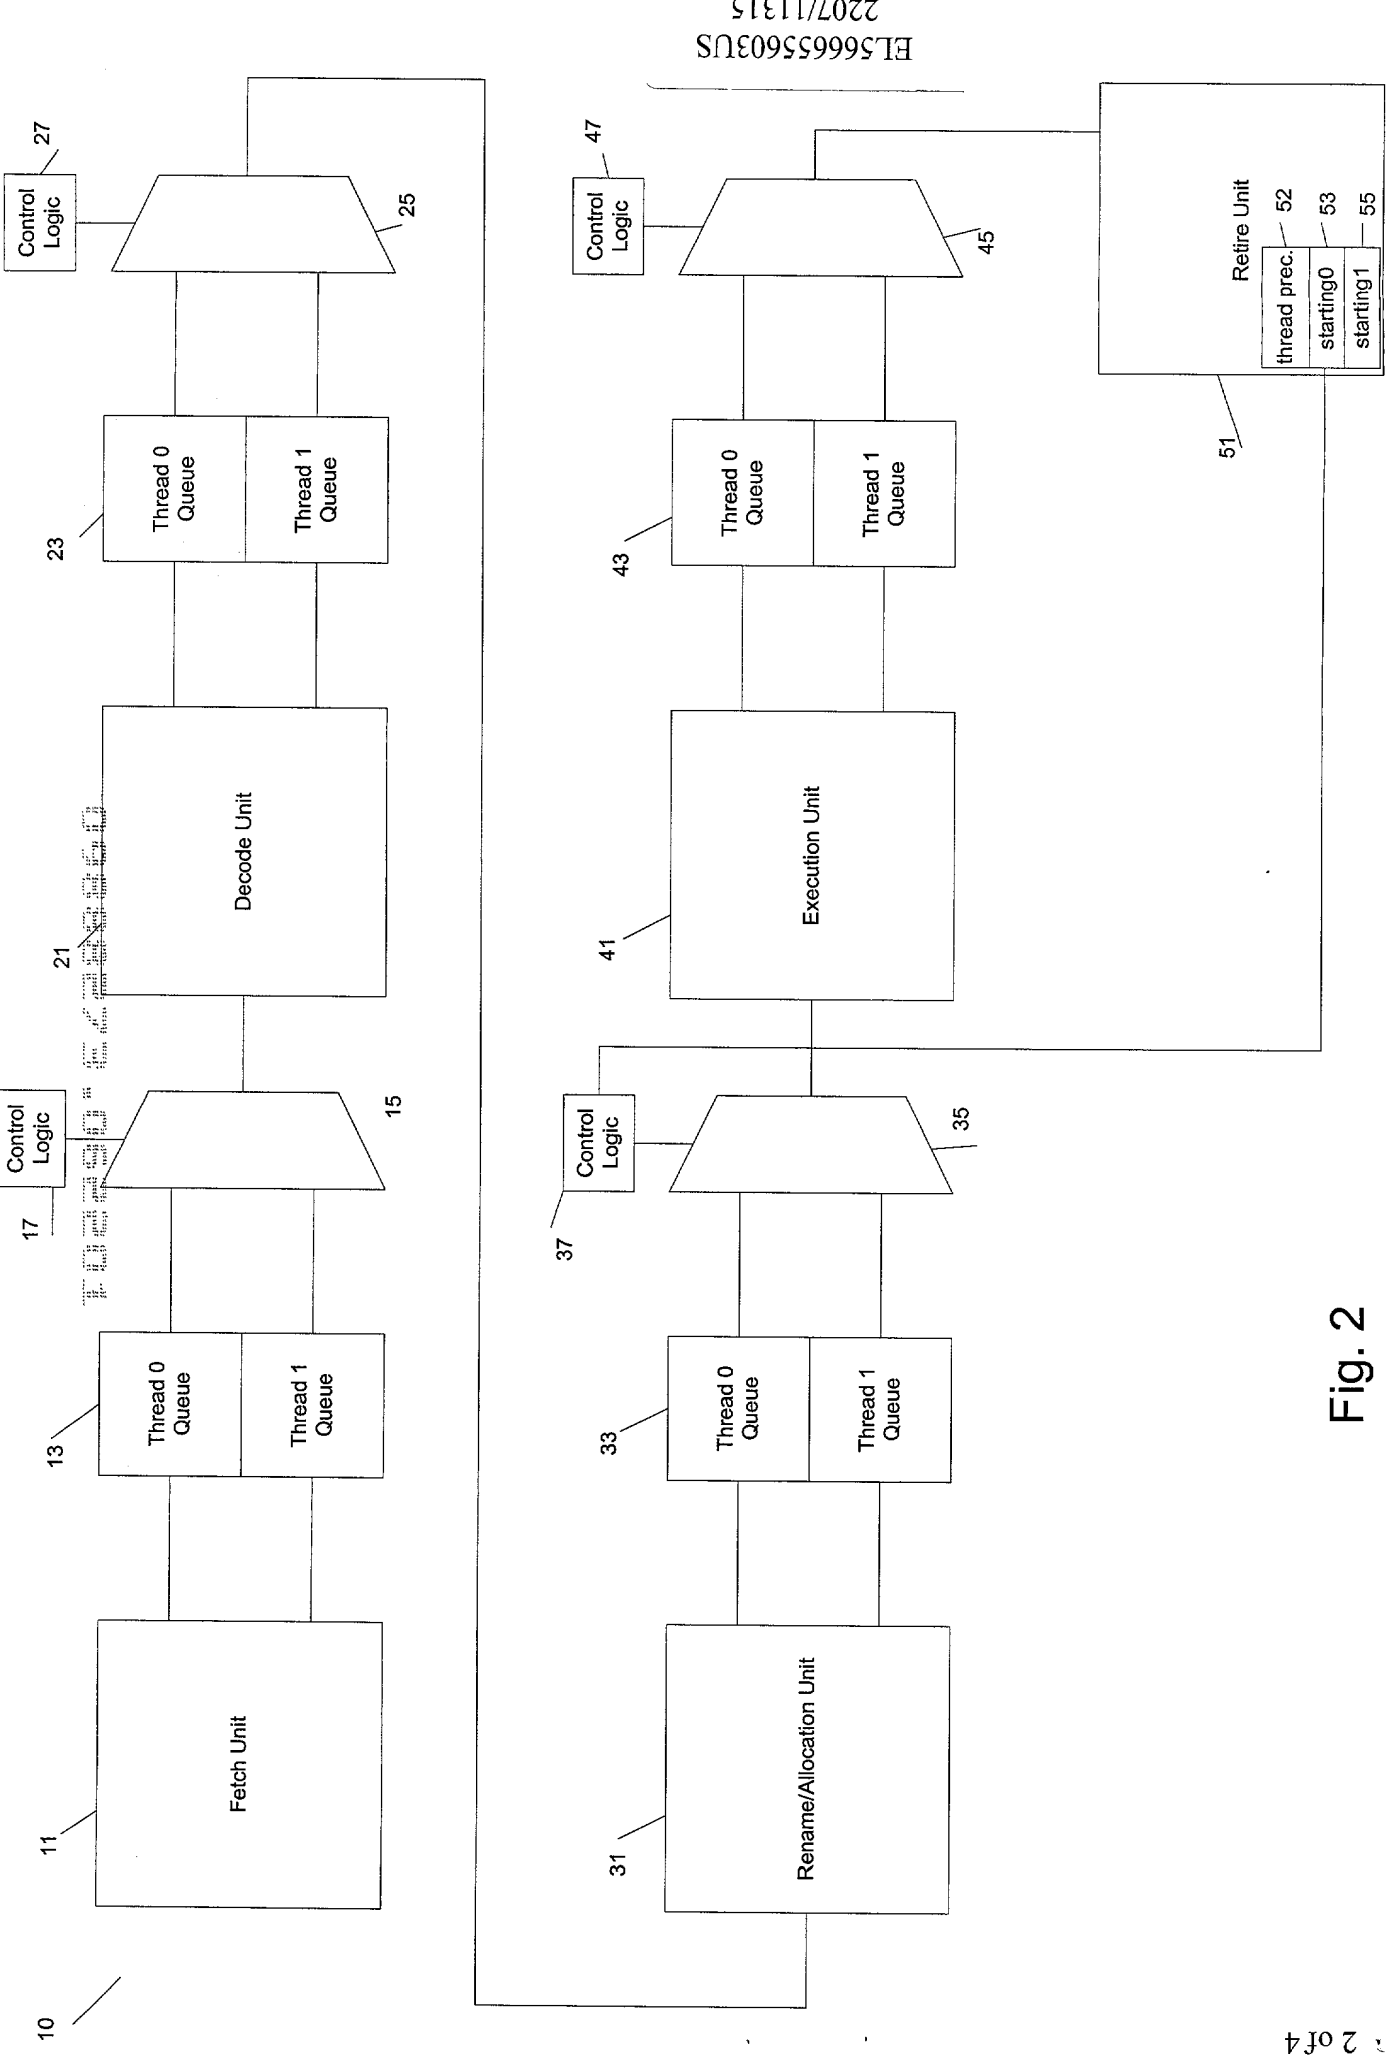 EL566655603US
2207/11315
10
11
Fetch Unit
13
Thread 0
Queue
Thread 1
Queue
17
Control
Logic
15
21
Decode Unit
23
Thread 0
Queue
Thread 1
Queue
27
Control
Logic
25
31
Rename/Allocation Unit
33
Thread 0
Queue
Thread 1
Queue
37
Control
Logic
35
41
Execution Unit
43
Thread 0
Queue
Thread 1
Queue
47
Control
Logic
45
51
Retire Unit
thread prec.
52
starting0
53
starting1
55
Fig. 2
2 of 4